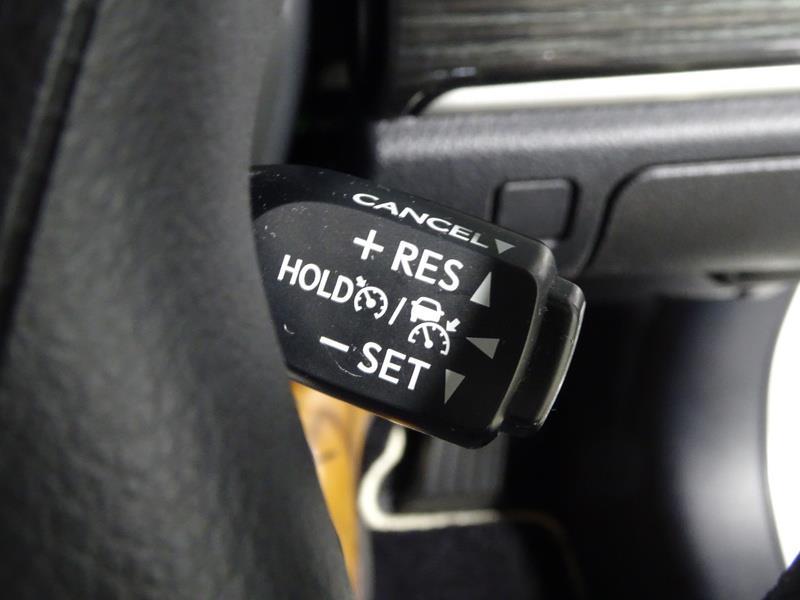 CANCEL
+ RES
HOLD /
− SET